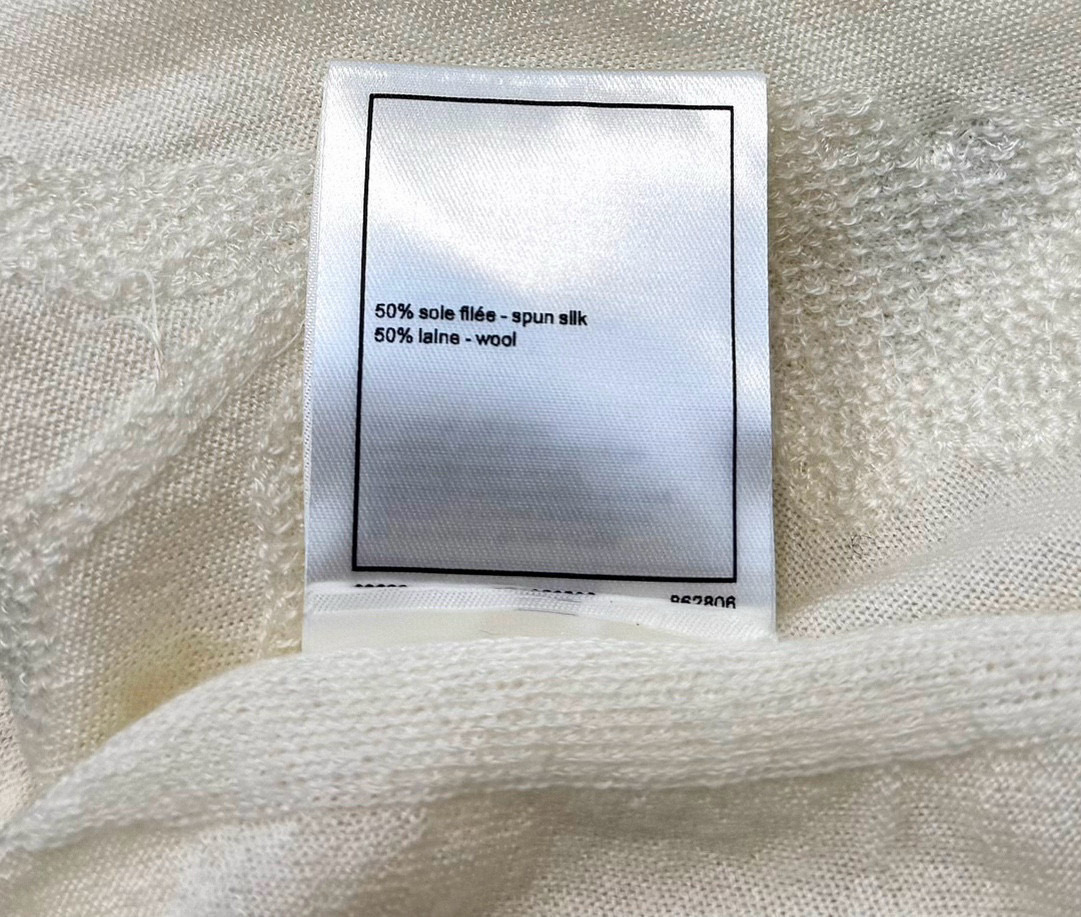 50% soie filée - spun silk
50% laine - wool
862806